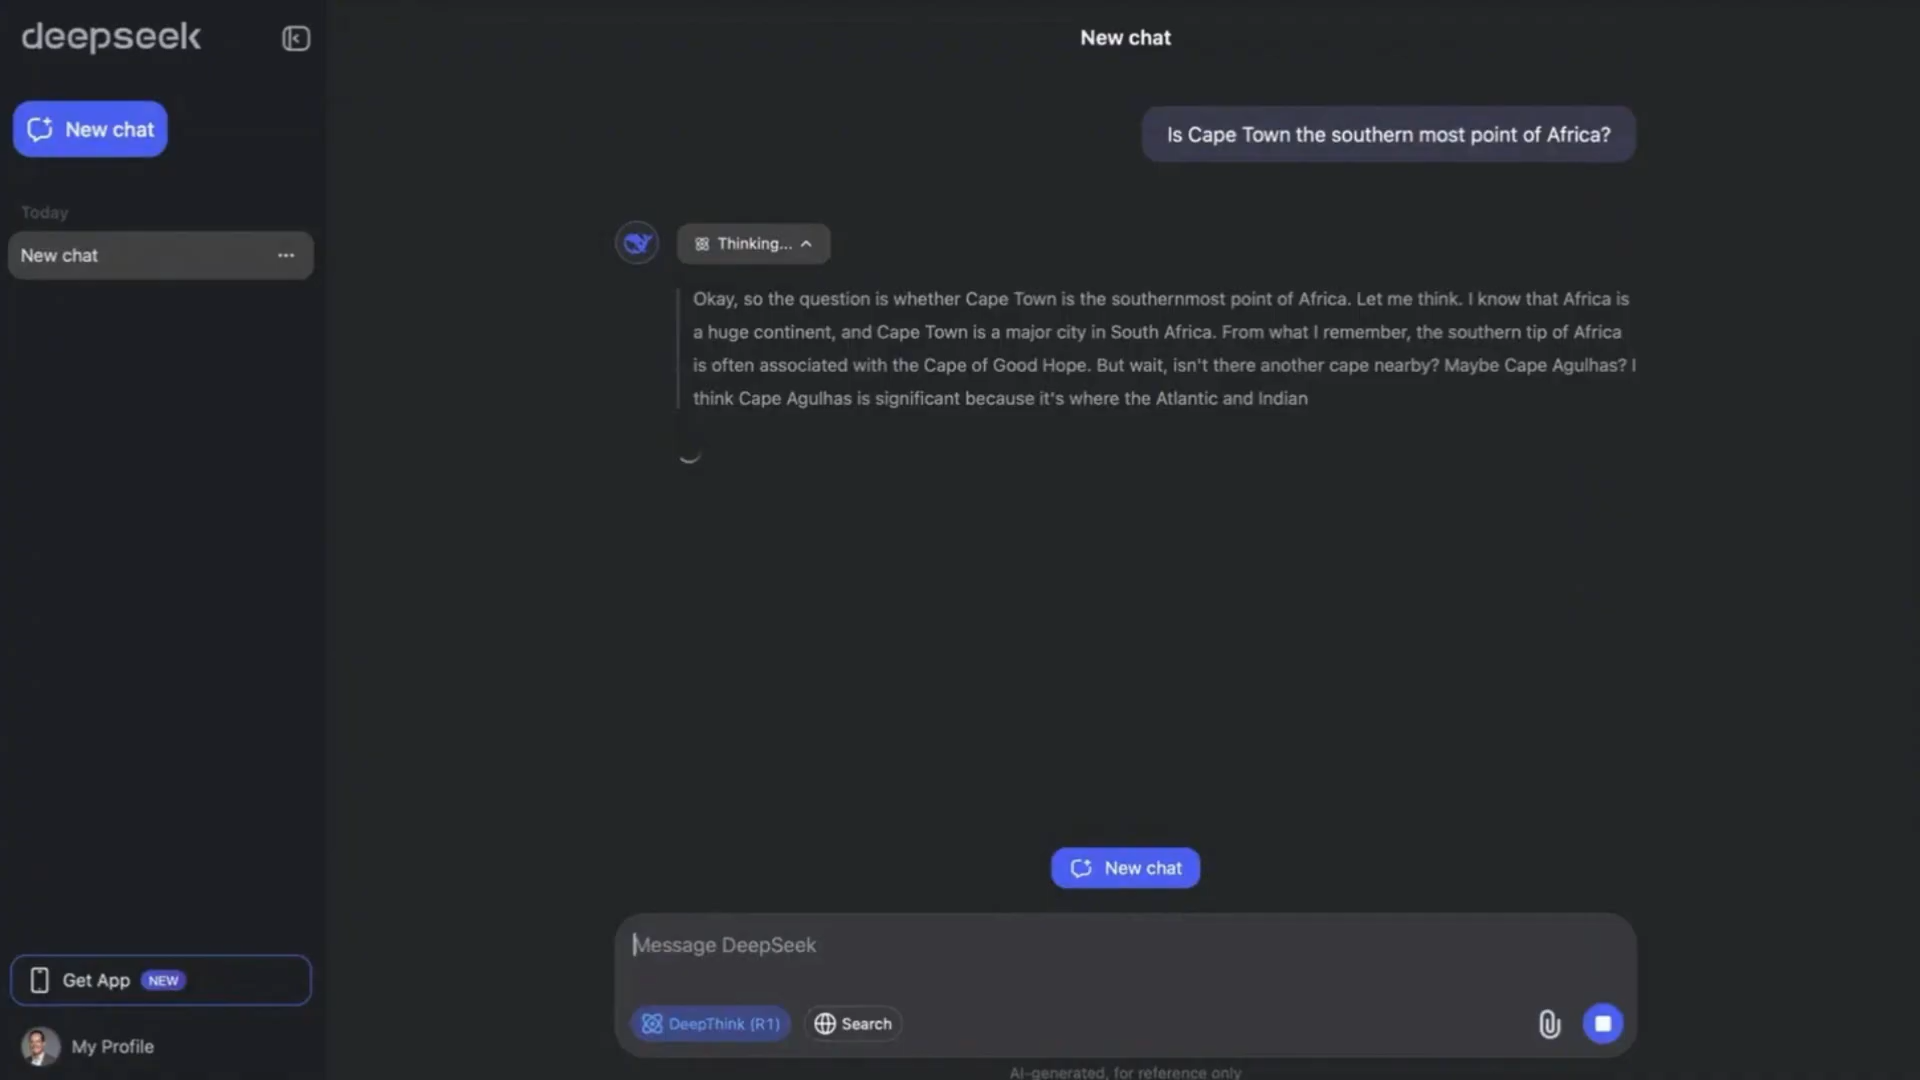 deepseek
New chat
Today
New chat
Get App NEW
My Profile
New chat
Is Cape Town the southern most point of Africa?
Thinking...
Okay, so the question is whether Cape Town is the southernmost point of Africa. Let me think. I know that Africa is
a huge continent, and Cape Town is a major city in South Africa. From what I remember, the southern tip of Africa
is often associated with the Cape of Good Hope. But wait, isn't there another cape nearby? Maybe Cape Agulhas? I
think Cape Agulhas is significant because it's where the Atlantic and Indian
New chat
Message DeepSeek
DeepThink (R1) Search
AI-generated, for reference only